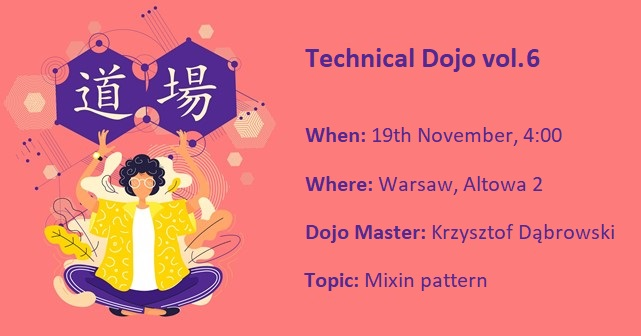 道場
Technical Dojo vol.6
When: 19th November, 4:00
Where: Warsaw, Altowa 2
Dojo Master: Krzysztof Dąbrowski
Topic: Mixin pattern